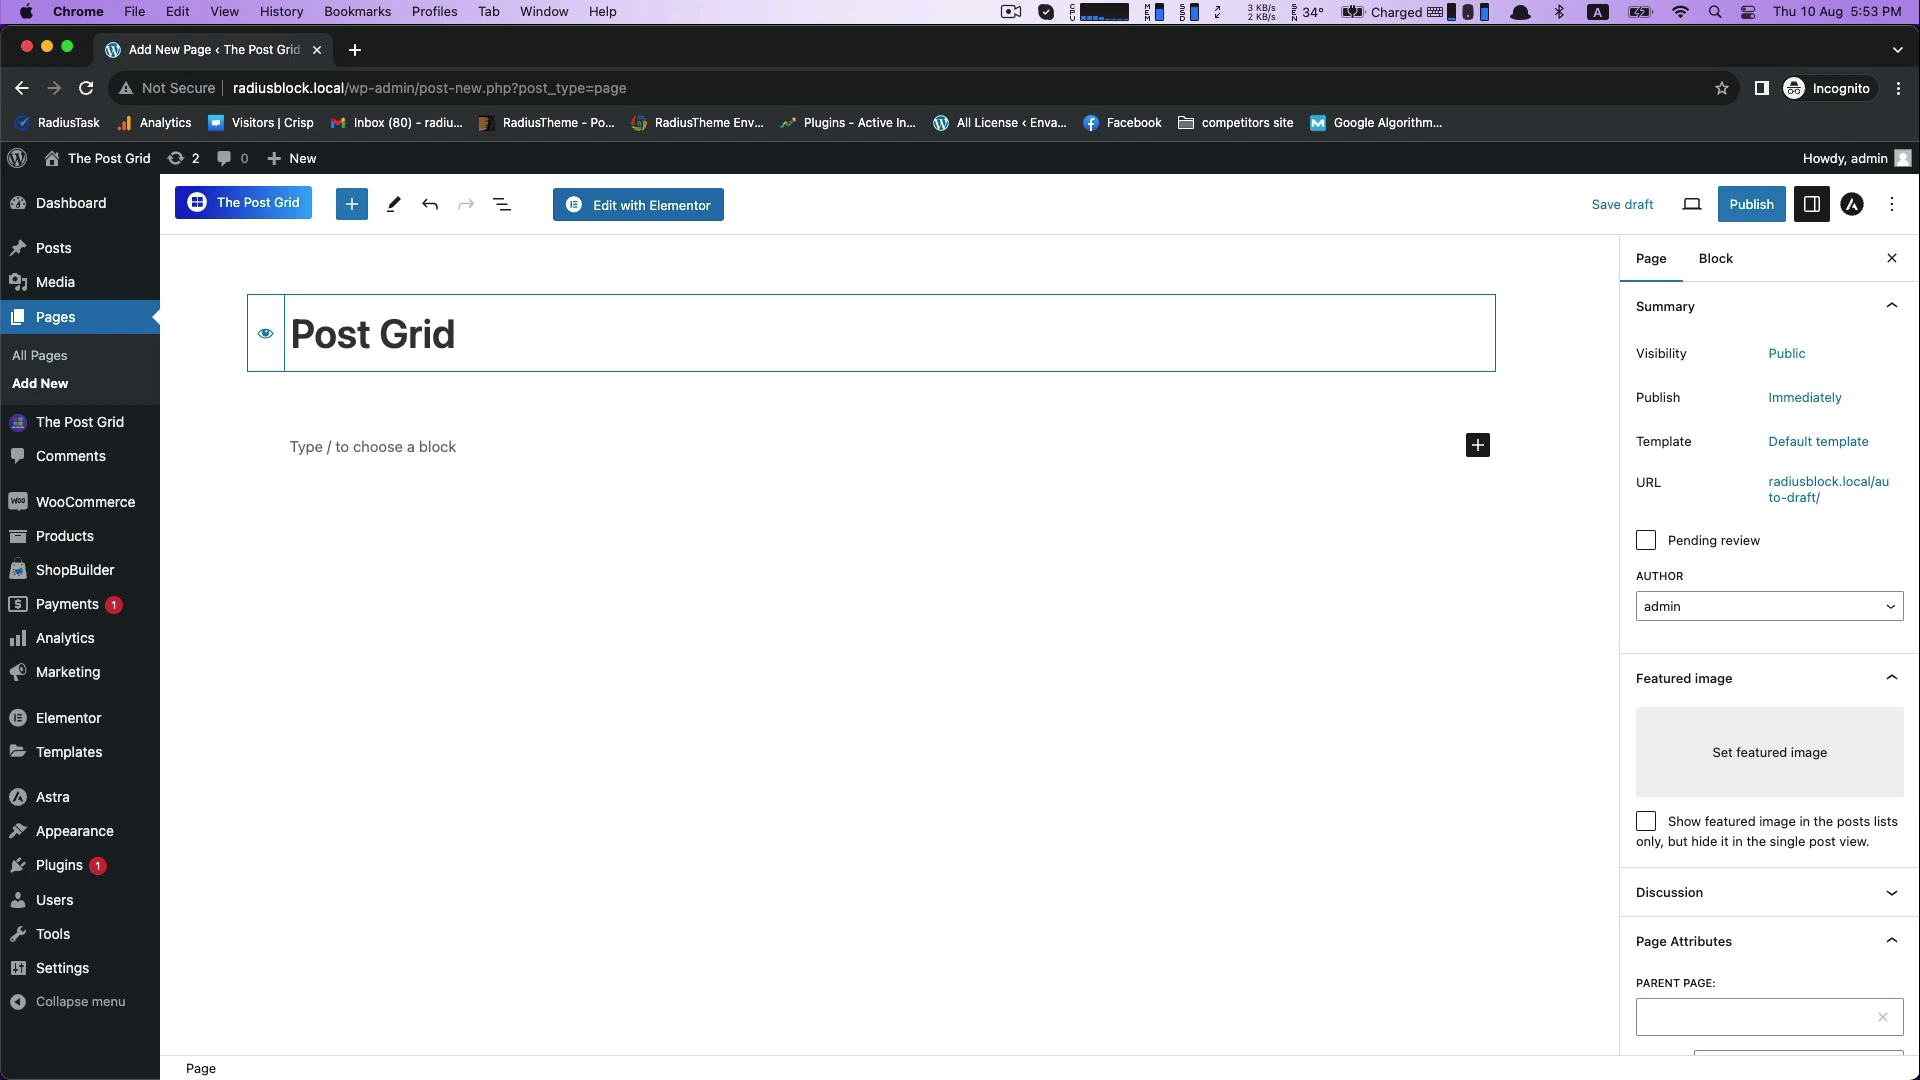 Chrome File Edit View History Bookmarks Profiles Tab Window Help
3 KB/s
2 KB/s
34° Charged A Thu 10 Aug 5:53 PM
Add New Page ‹ The Post Grid
Not Secure radiusblock.local/wp-admin/post-new.php?post_type=page Incognito
RadiusTask Analytics Visitors | Crisp Inbox (80) - radiu... RadiusTheme - Po... RadiusTheme Env... Plugins - Active In... All License ‹ Enva... Facebook competitors site Google Algorithm...
The Post Grid 2 0 New Howdy, admin
Dashboard
Posts
Media
Pages
All Pages
Add New
The Post Grid
Comments
WooCommerce
Products
ShopBuilder
Payments 1
Analytics
Marketing
Elementor
Templates
Astra
Appearance
Plugins 1
Users
Tools
Settings
Collapse menu
The Post Grid Edit with Elementor Save draft Publish
Post Grid
Type / to choose a block
Page Block
Summary
Visibility Public
Publish Immediately
Template Default template
URL radiusblock.local/au
to-draft/
Pending review
AUTHOR
admin
Featured image
Set featured image
Show featured image in the posts lists
only, but hide it in the single post view.
Discussion
Page Attributes
PARENT PAGE:
Page